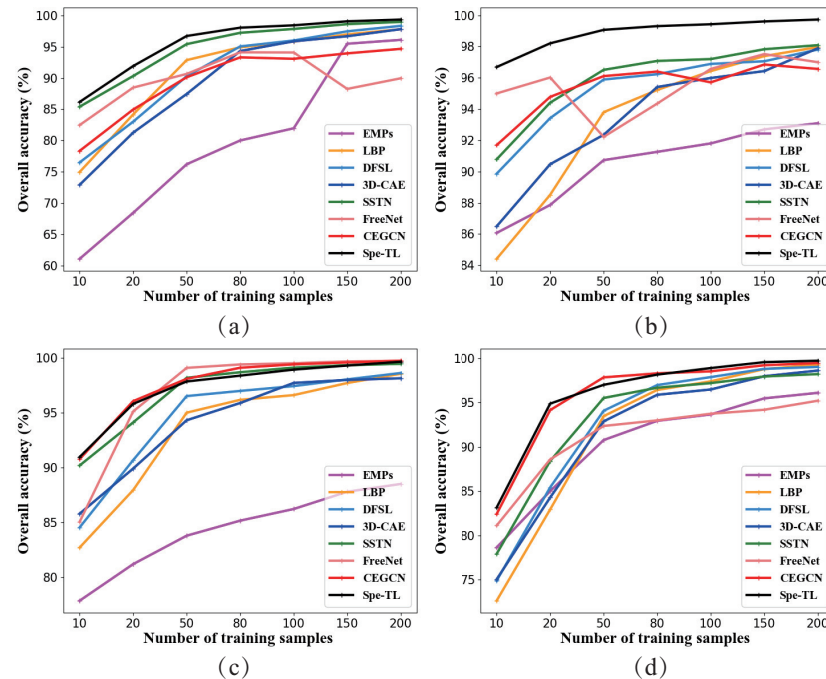 100
95
90
85
80
75
70
65
60
Overall accuracy (%)
EMPs
LBP
DFSL
3D-CAE
SSTN
FreeNet
CEGCN
Spe-TL
10 20 50 80 100 150 200
Number of training samples
(a)
100
98
96
94
92
90
88
86
84
Overall accuracy (%)
EMPs
LBP
DFSL
3D-CAE
SSTN
FreeNet
CEGCN
Spe-TL
10 20 50 80 100 150 200
Number of training samples
(b)
100
95
90
85
80
Overall accuracy (%)
EMPs
LBP
DFSL
3D-CAE
SSTN
FreeNet
CEGCN
Spe-TL
10 20 50 80 100 150 200
Number of training samples
(c)
100
95
90
85
80
75
Overall accuracy (%)
EMPs
LBP
DFSL
3D-CAE
SSTN
FreeNet
CEGCN
Spe-TL
10 20 50 80 100 150 200
Number of training samples
(d)